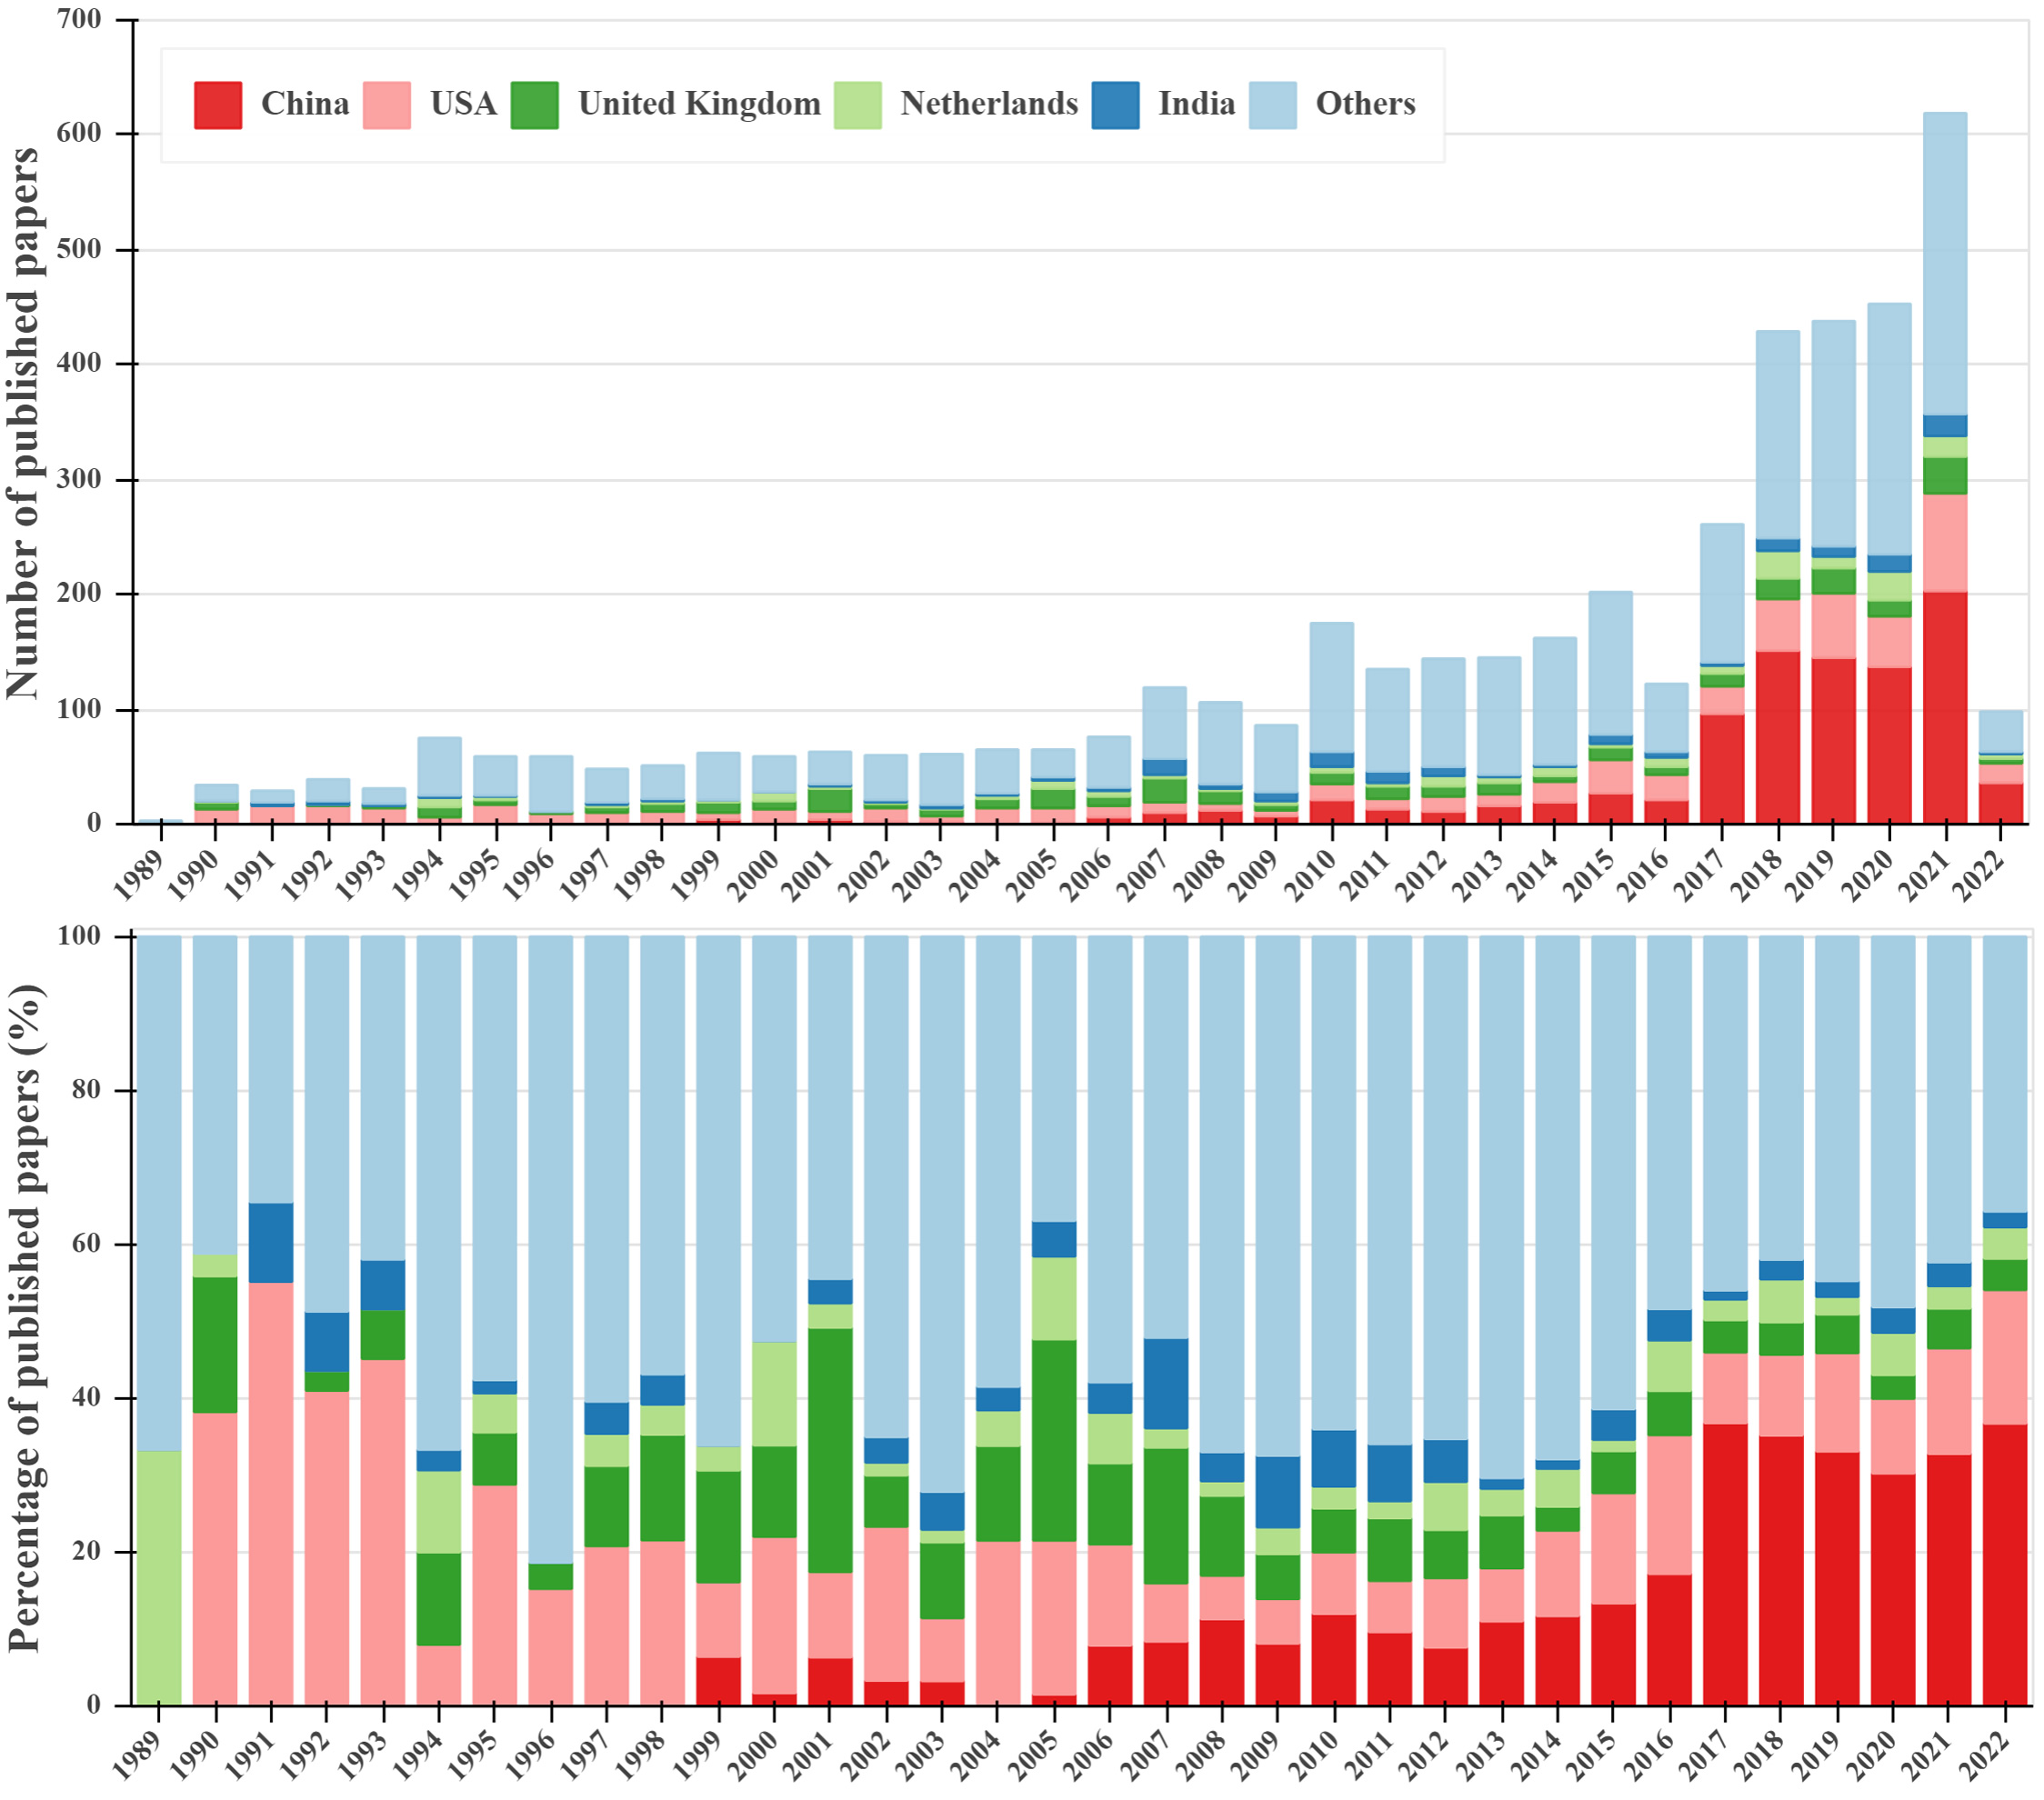 Number of published papers
700
600
500
400
300
200
100
0
China USA United Kingdom Netherlands India Others
1989 1990 1991 1992 1993 1994 1995 1996 1997 1998 1999 2000 2001 2002 2003 2004 2005 2006 2007 2008 2009 2010 2011 2012 2013 2014 2015 2016 2017 2018 2019 2020 2021 2022
Percentage of published papers (%)
100
80
60
40
20
0
1989 1990 1991 1992 1993 1994 1995 1996 1997 1998 1999 2000 2001 2002 2003 2004 2005 2006 2007 2008 2009 2010 2011 2012 2013 2014 2015 2016 2017 2018 2019 2020 2021 2022